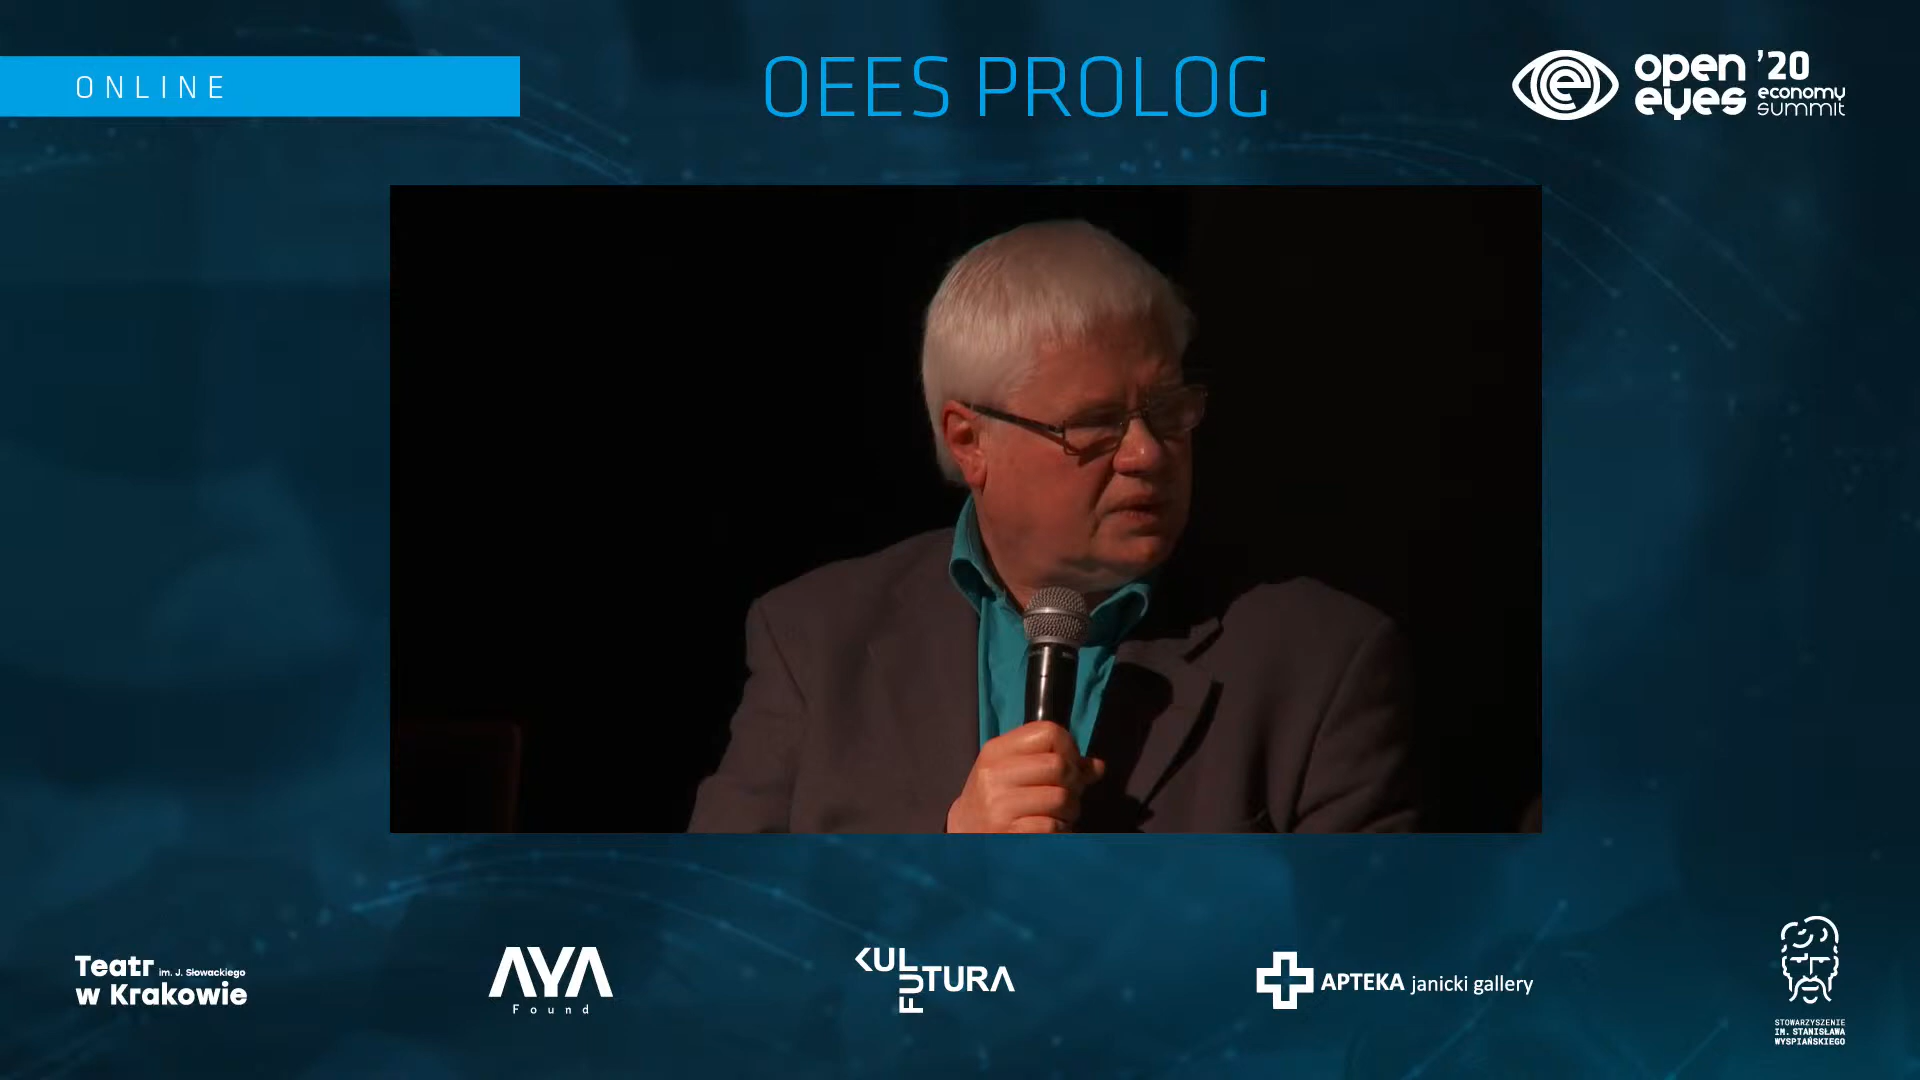 ONLINE
OEES PROLOG
open eyes '20 economy summit
Teatr im. J. Słowackiego
w Krakowie
AYA
Found
KULTURA
FUTURA
APTEKA janicki gallery
STOWARZYSZENIE
IM. STANISŁAWA
WYSPIAŃSKIEGO